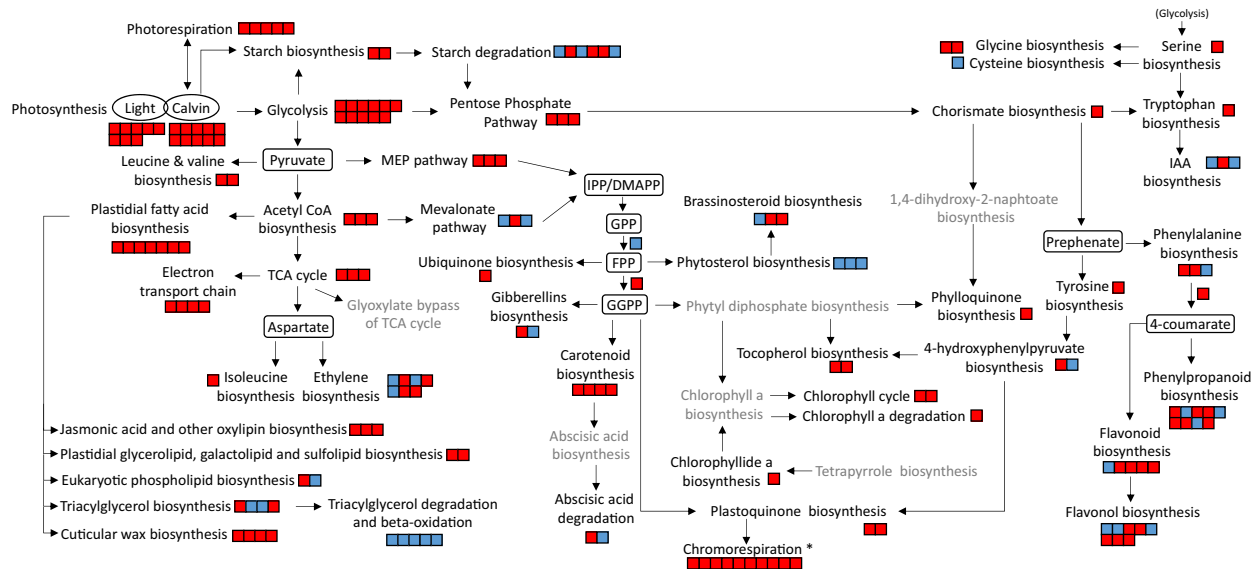 (Glycolysis)
Photorespiration
Starch biosynthesis
Starch degradation
Glycine biosynthesis
Serine
biosynthesis
Cysteine biosynthesis
Photosynthesis
Light
Calvin
Glycolysis
Pentose Phosphate
Pathway
Chorismate biosynthesis
Tryptophan
biosynthesis
Leucine & valine
biosynthesis
Pyruvate
MEP pathway
IPP/DMAPP
IAA
biosynthesis
Plastidial fatty acid
biosynthesis
Acetyl CoA
biosynthesis
Mevalonate
pathway
GPP
Brassinosteroid biosynthesis
1,4-dihydroxy-2-naphtoate
biosynthesis
Prephenate
Phenylalanine
biosynthesis
Electron
transport chain
TCA cycle
Ubiquinone biosynthesis
FPP
Phytosterol biosynthesis
Glyoxylate bypass
of TCA cycle
Gibberellins
biosynthesis
GGPP
Phytyl diphosphate biosynthesis
Phylloquinone
biosynthesis
Tyrosine
biosynthesis
Aspartate
4-coumarate
Carotenoid
biosynthesis
Tocopherol biosynthesis
4-hydroxyphenylpyruvate
biosynthesis
Isoleucine
biosynthesis
Ethylene
biosynthesis
Chlorophyll a
biosynthesis
Chlorophyll cycle
Chlorophyll a degradation
Phenylpropanoid
biosynthesis
Jasmonic acid and other oxylipin biosynthesis
Abscisic acid
biosynthesis
Flavonoid
biosynthesis
Plastidial glycerolipid, galactolipid and sulfolipid biosynthesis
Chlorophyllide a
biosynthesis
Tetrapyrrole biosynthesis
Eukaryotic phospholipid biosynthesis
Triacylglycerol biosynthesis
Triacylglycerol degradation
and beta-oxidation
Abscisic acid
degradation
Plastoquinone biosynthesis
Flavonol biosynthesis
Cuticular wax biosynthesis
Chromorespiration *